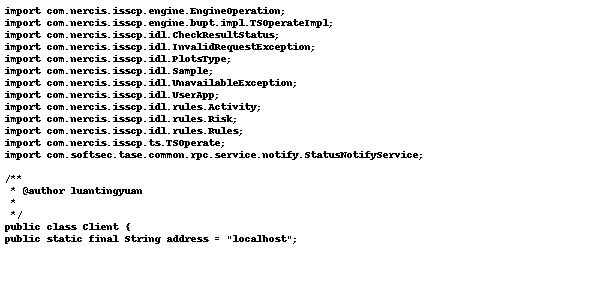 import com.nercis.isscp.engine.EngineOperation;
import com.nercis.isscp.engine.bupt.impl.TSOperateImpl;
import com.nercis.isscp.idl.CheckResultStatus;
import com.nercis.isscp.idl.InvalidRequestException;
import com.nercis.isscp.idl.PlotsType;
import com.nercis.isscp.idl.Sample;
import com.nercis.isscp.idl.UnavailableException;
import com.nercis.isscp.idl.UserApp;
import com.nercis.isscp.idl.rules.Activity;
import com.nercis.isscp.idl.rules.Risk;
import com.nercis.isscp.idl.rules.Rules;
import com.nercis.isscp.ts.TSOperate;
import com.softsec.tase.common.rpc.service.notify.StatusNotifyService;
/**
 * @author luantingyuan
 *
 */
public class Client {
public static final String address = "localhost";